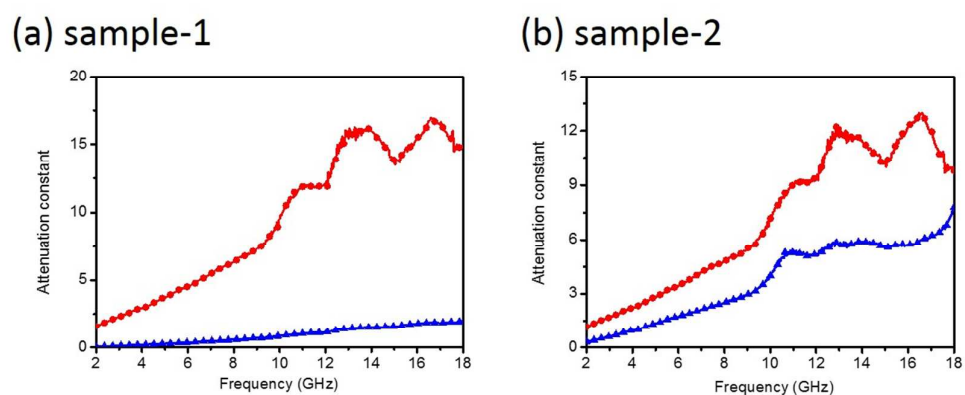 (a) sample-1
20
15
10
5
0
Attenuation constant
2 4 6 8 10 12 14 16 18
Frequency (GHz)
(b) sample-2
15
12
9
6
3
0
Attenuation constant
2 4 6 8 10 12 14 16 18
Frequency (GHz)